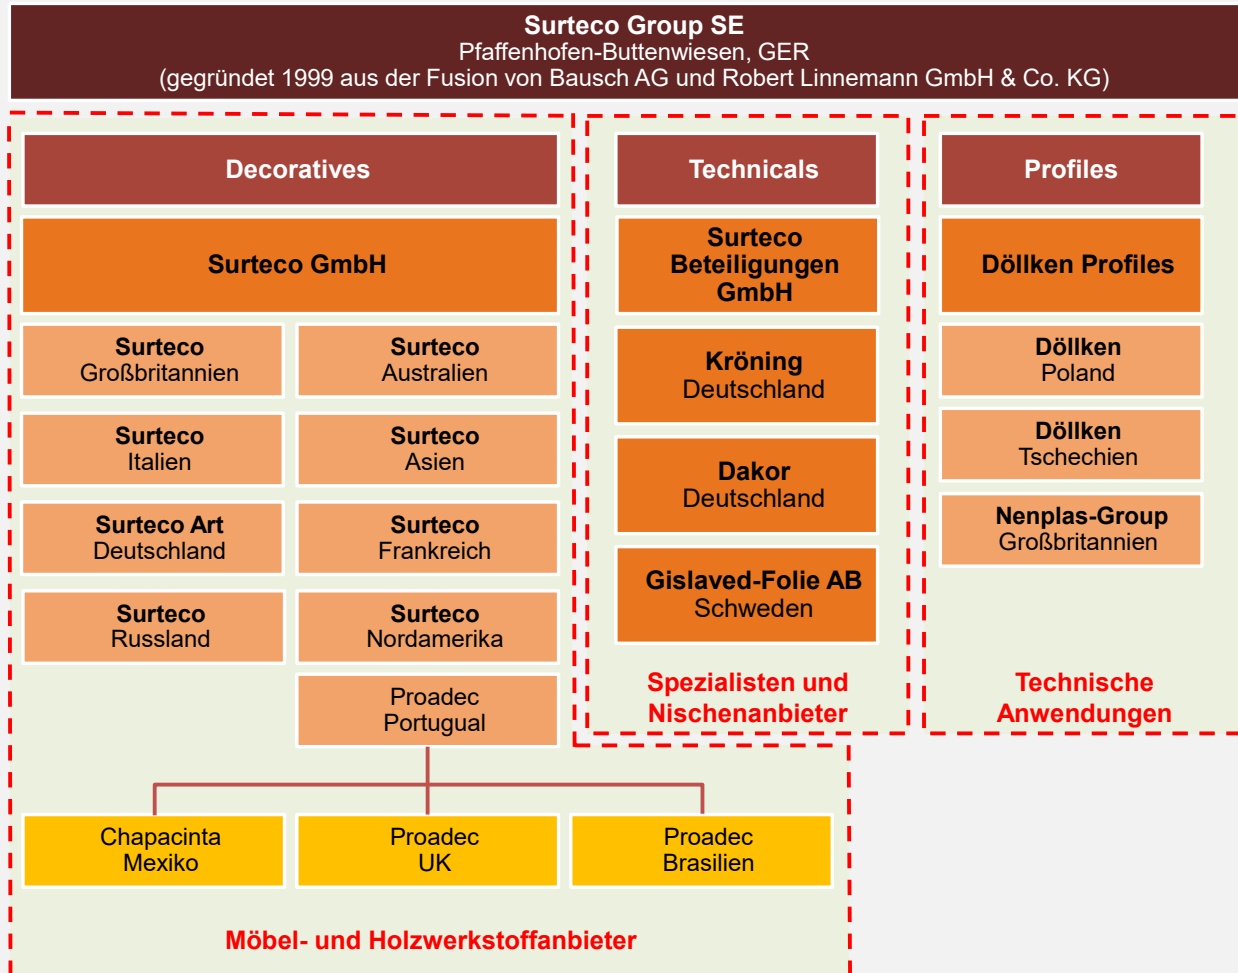 Surteco Group SE
Pfaffenhofen-Buttenwiesen, GER
(gegründet 1999 aus der Fusion von Bausch AG und Robert Linnemann GmbH & Co. KG)
Decoratives
Surteco GmbH
Surteco
Großbritannien
Surteco
Australien
Surteco
Italien
Surteco
Asien
Surteco Art
Deutschland
Surteco
Frankreich
Surteco
Russland
Surteco
Nordamerika
Proadec
Portugual
Chapacinta
Mexiko
Proadec
UK
Proadec
Brasilien
Möbel- und Holzwerkstoffanbieter
Technicals
Surteco
Beteiligungen
GmbH
Kröning
Deutschland
Dakor
Deutschland
Gislaved-Folie AB
Schweden
Spezialisten und
Nischenanbieter
Profiles
Döllken Profiles
Döllken
Poland
Döllken
Tschechien
Nenplas-Group
Großbritannien
Technische
Anwendungen